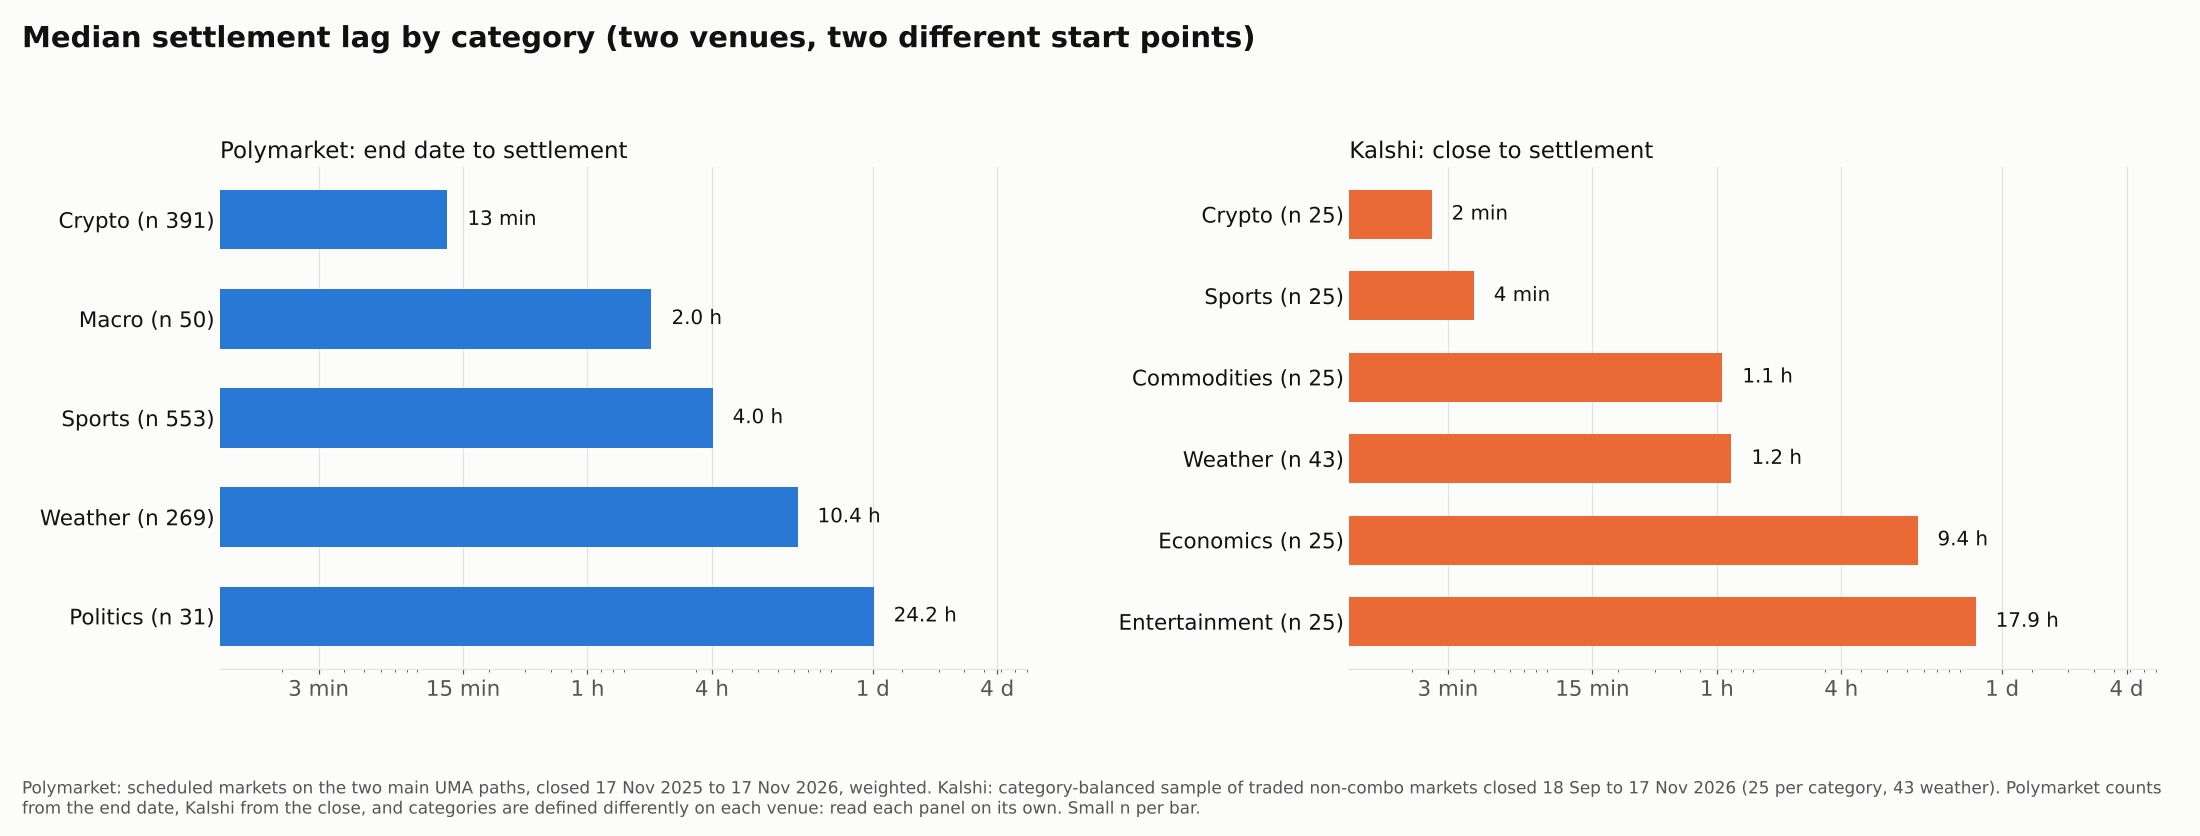 Median settlement lag by category (two venues, two different start points)
Polymarket: end date to settlement
Crypto (n 391)
13 min
Macro (n 50)
2.0 h
Sports (n 553)
4.0 h
Weather (n 269)
10.4 h
Politics (n 31)
24.2 h
3 min
15 min
1 h
4 h
1 d
4 d
Kalshi: close to settlement
Crypto (n 25)
2 min
Sports (n 25)
4 min
Commodities (n 25)
1.1 h
Weather (n 43)
1.2 h
Economics (n 25)
9.4 h
Entertainment (n 25)
17.9 h
3 min
15 min
1 h
4 h
1 d
4 d
Polymarket: scheduled markets on the two main UMA paths, closed 17 Nov 2025 to 17 Nov 2026, weighted. Kalshi: category-balanced sample of traded non-combo markets closed 18 Sep to 17 Nov 2026 (25 per category, 43 weather). Polymarket counts
from the end date, Kalshi from the close, and categories are defined differently on each venue: read each panel on its own. Small n per bar.